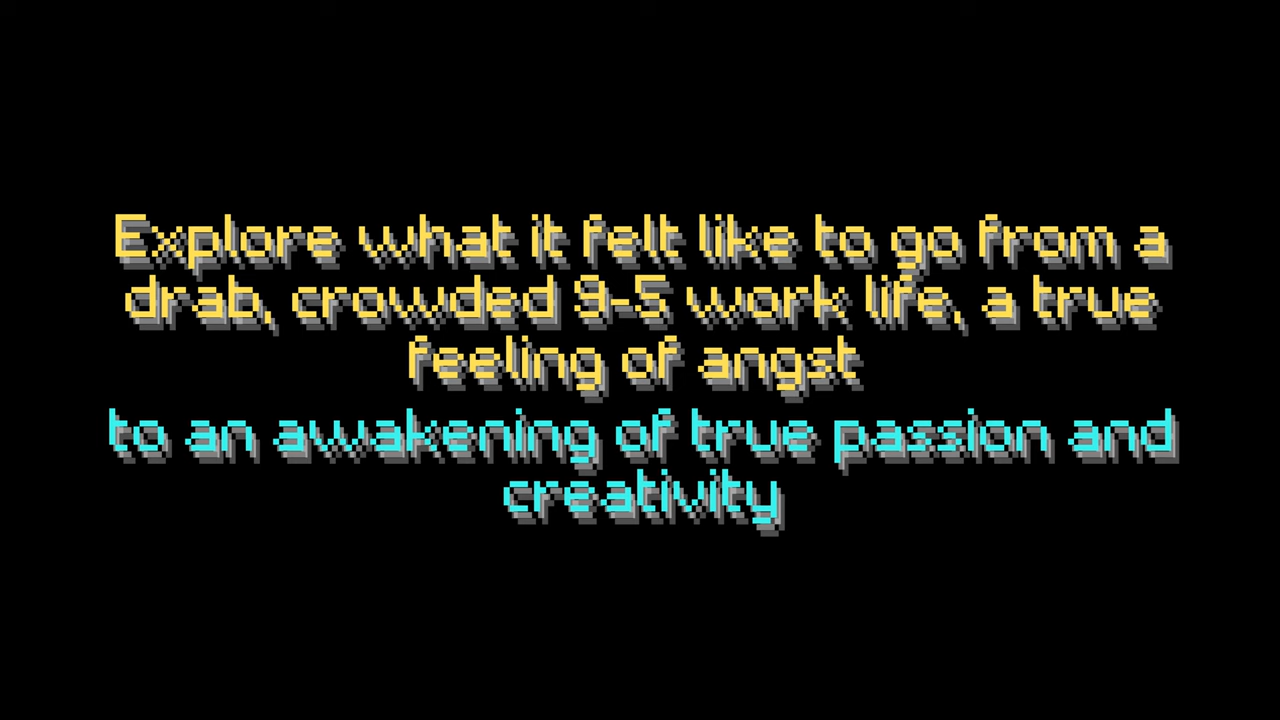 Explore what it felt like to go from a
drab, crowded 9-5 work life, a true
feeling of angst
to an awakening of true passion and
creativity